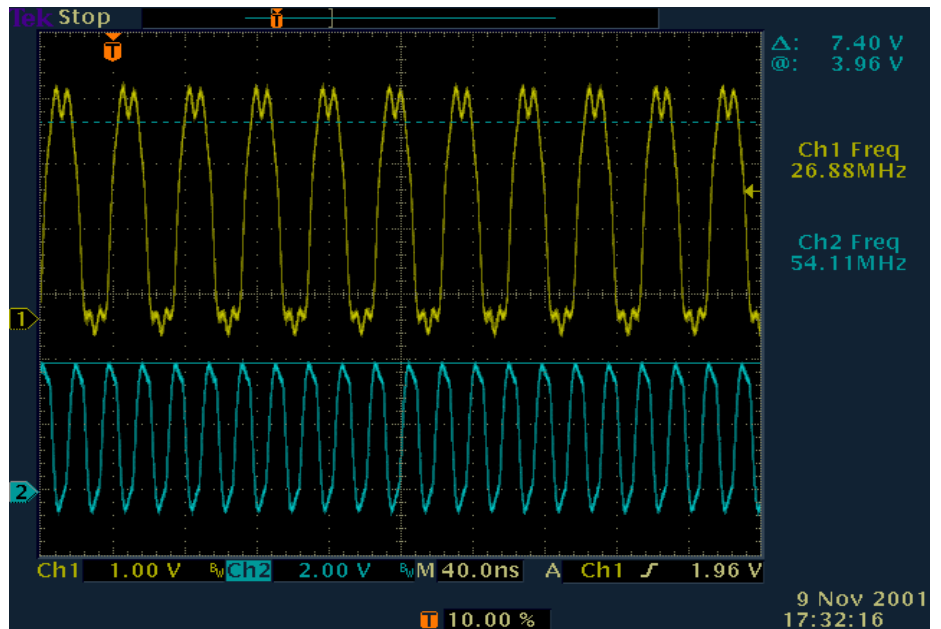 Tek Stop
T
T
Δ: 7.40 V
@: 3.96 V
Ch1 Freq
26.88MHz
Ch2 Freq
54.11MHz
1
2
Ch1 1.00 V BW Ch2 2.00 V BW M 40.0ns A Ch1 1.96 V
T 10.00 %
9 Nov 2001
17:32:16